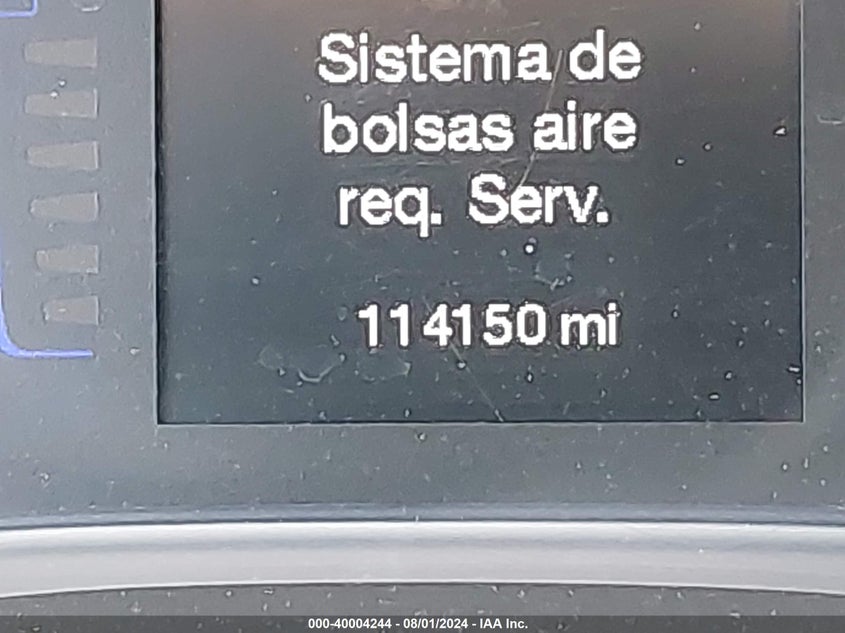 Sistema de
bolsas aire
req. Serv.
114150 mi
000-40004244 - 08/01/2024 - IAA Inc.